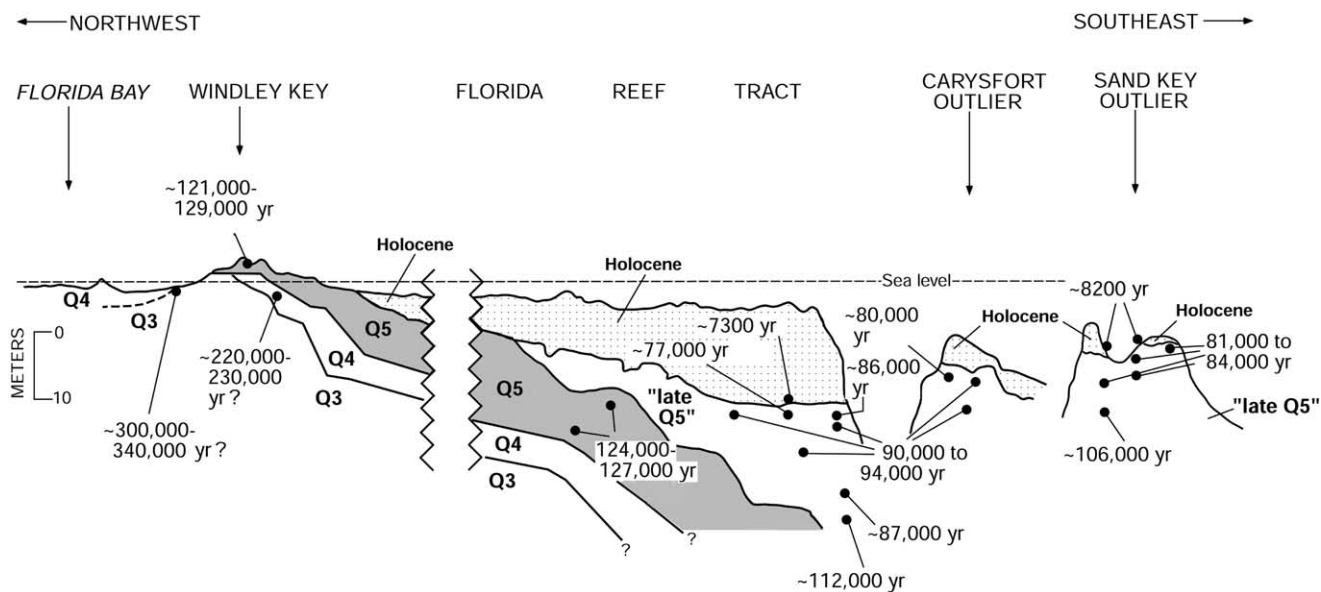 NORTHWEST
SOUTHEAST
FLORIDA BAY
WINDLEY KEY
FLORIDA REEF TRACT
CARYSFORT
OUTLIER
SAND KEY
OUTLIER
~121,000-
129,000 yr
Holocene
Holocene
Sea level
~8200 yr
Q4
Q3
Q5
~7300 yr
~80,000
yr
Holocene
Holocene
METERS
0
10
~220,000-
230,000
yr ?
Q4
Q3
~77,000 yr
~86,000
yr
81,000 to
84,000 yr
Q5
"late
Q5"
"late Q5"
~300,000-
340,000 yr ?
Q4
Q3
124,000-
127,000 yr
90,000 to
94,000 yr
~106,000 yr
?
?
~87,000 yr
~112,000 yr